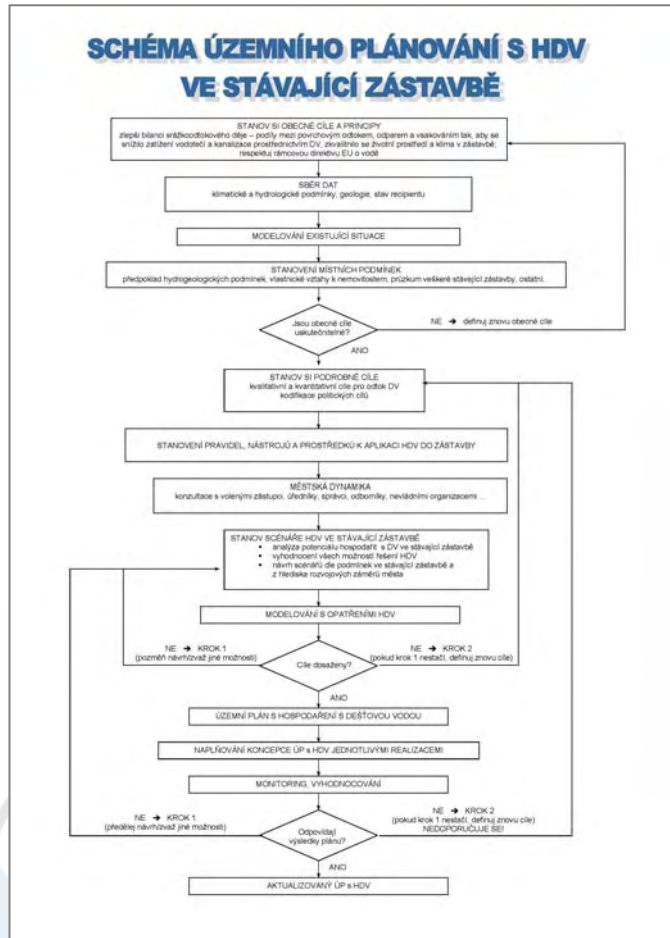 SCHÉMA ÚZEMNÍHO PLÁNOVÁNÍ S HDV
VE STÁVAJÍCÍ ZÁSTAVBĚ
STANOV SI OBECNÉ CÍLE A PRINCIPY
zlepši bilanci srážkoodtokového děje – podíly mezi povrchovým odtokem, odparem a vsakováním tak, aby se
snížilo zatížení vodotečí a kanalizace prostřednictvím DV, zkvalitnilo se životní prostředí a klima v zástavbě;
respektuj rámcovou direktivu EU o vodě
SBĚR DAT
klimatické a hydrologické podmínky, geologie, stav recipientu
MODELOVÁNÍ EXISTUJÍCÍ SITUACE
STANOVENÍ MÍSTNÍCH PODMÍNEK
předpoklad hydrogeologických podmínek, vlastnické vztahy k nemovitostem, průzkum veškeré stávající zástavby, ostatní...
Jsou obecné cíle
uskutečnitelné?
NE ➔ definuj znovu obecné cíle
ANO
STANOV SI PODROBNÉ CÍLE
kvalitativní a kvantitativní cíle pro odtok DV
kodifikace politických cílů
STANOVENÍ PRAVIDEL, NÁSTROJŮ A PROSTŘEDKŮ K APLIKACI HDV DO ZÁSTAVBY
MĚSTSKÁ DYNAMIKA
konzultace s volenými zástupci, úředníky, správci, odborníky, nevládními organizacemi ...
STANOV SCÉNÁŘE HDV VE STÁVAJÍCÍ ZÁSTAVBĚ
▪ analýza potenciálu hospodařit s DV ve stávající zástavbě
▪ vyhodnocení všech možností řešení HDV
▪ návrh scénářů dle podmínek ve stávající zástavbě a
z hlediska rozvojových záměrů města
MODELOVÁNÍ S OPATŘENÍMI HDV
NE ➔ KROK 1
(pozměň návrh/zvaž jiné možnosti)
Cíle dosaženy?
NE ➔ KROK 2
(pokud krok 1 nestačí, definuj znovu cíle)
ANO
ÚZEMNÍ PLÁN S HOSPODAŘENÍ S DEŠŤOVOU VODOU
NAPLŇOVÁNÍ KONCEPCE ÚP s HDV JEDNOTLIVÝMI REALIZACEMI
MONITORING, VYHODNOCOVÁNÍ
NE ➔ KROK 1
(předělej návrh/zvaž jiné možnosti)
Odpovídají
výsledky plánu?
NE ➔ KROK 2
(pokud krok 1 nestačí, definuj znovu cíle)
NEDOPORUČUJE SE!
ANO
AKTUALIZOVANÝ ÚP s HDV